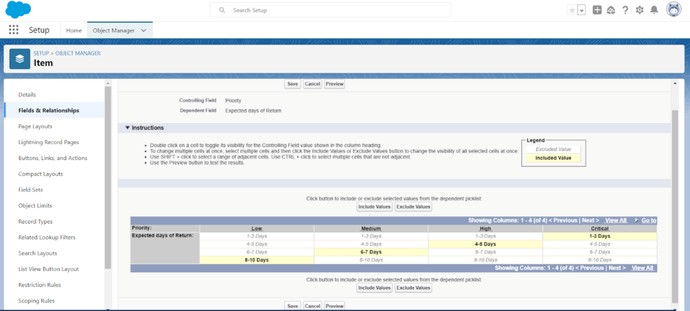 Search Setup
Setup
Home
Object Manager
SETUP > OBJECT MANAGER
Item
Details
Fields & Relationships
Page Layouts
Lightning Record Pages
Buttons, Links, and Actions
Compact Layouts
Field Sets
Object Limits
Record Types
Related Lookup Filters
Search Layouts
List View Button Layout
Restriction Rules
Scoping Rules
Save Cancel Preview
Controlling Field Priority
Dependent Field Expected days of Return
Instructions
Double click on a cell to toggle its visibility for the Controlling Field value shown in the column heading.
To change multiple cells at once, select multiple cells and then click the Include Values or Exclude Values button to change the visibility of all selected cells at once.
Use SHIFT + click to select a range of adjacent cells. Use CTRL + click to select multiple cells that are not adjacent.
Use the Preview button to test the results.
Legend
Excluded Value
Included Value
Click button to include or exclude selected values from the dependent picklist:
Include Values Exclude Values
Showing Columns: 1 - 4 (of 4) < Previous | Next > View All Go to
Priority: Low Medium High Critical
Expected days of Return: 1-3 Days 1-3 Days 1-3 Days 1-3 Days
4-5 Days 4-5 Days 4-5 Days 4-5 Days
6-7 Days 6-7 Days 6-7 Days 6-7 Days
8-10 Days 8-10 Days 8-10 Days 8-10 Days
Showing Columns: 1 - 4 (of 4) < Previous | Next > View All
Click button to include or exclude selected values from the dependent picklist:
Include Values Exclude Values
Save Cancel Preview